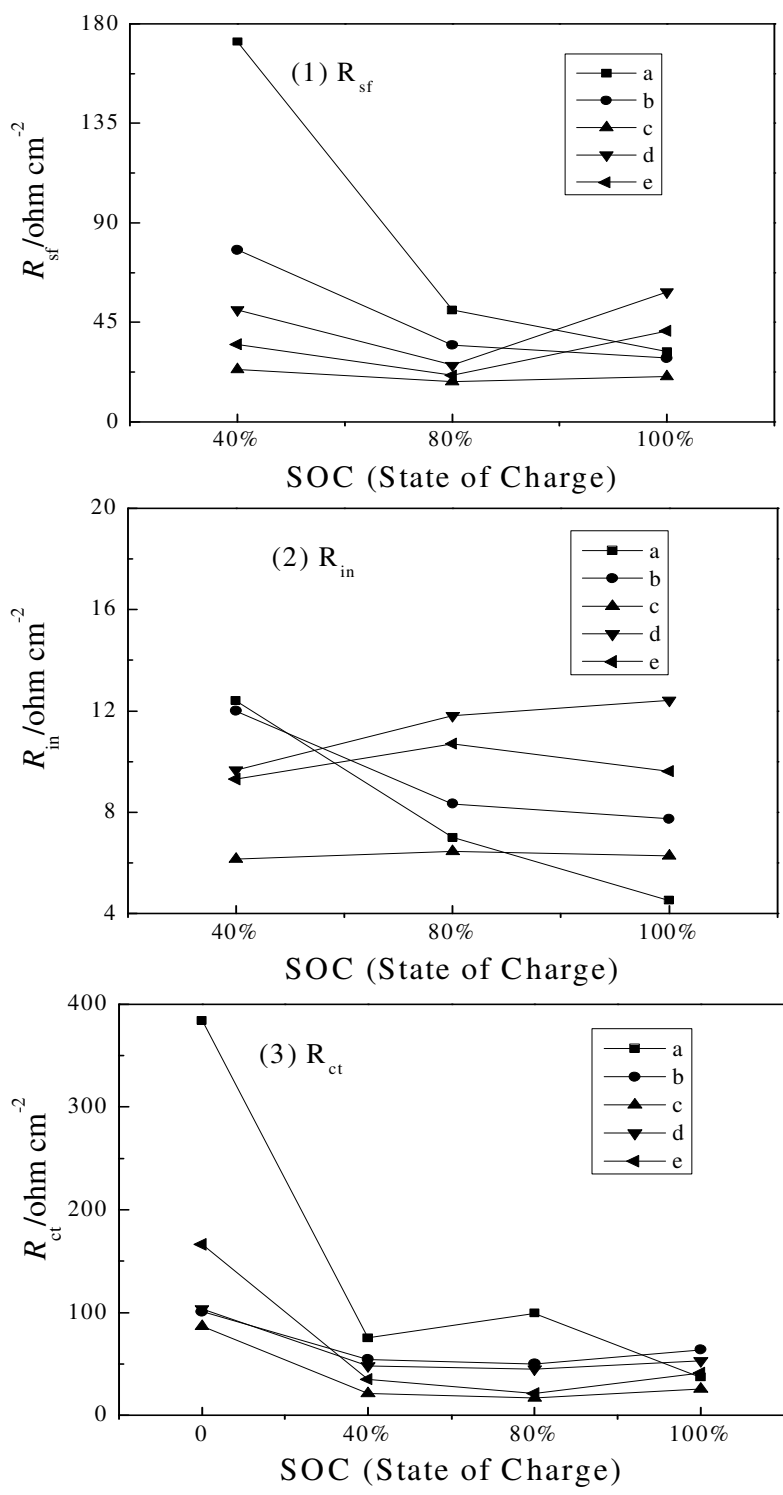 180
135
90
45
0
R_sf /ohm cm^-2
(1) R_sf
a
b
c
d
e
40% 80% 100%
SOC (State of Charge)
20
16
12
8
4
R_in /ohm cm^-2
(2) R_in
a
b
c
d
e
40% 80% 100%
SOC (State of Charge)
400
300
200
100
0
R_ct /ohm cm^-2
(3) R_ct
a
b
c
d
e
0 40% 80% 100%
SOC (State of Charge)